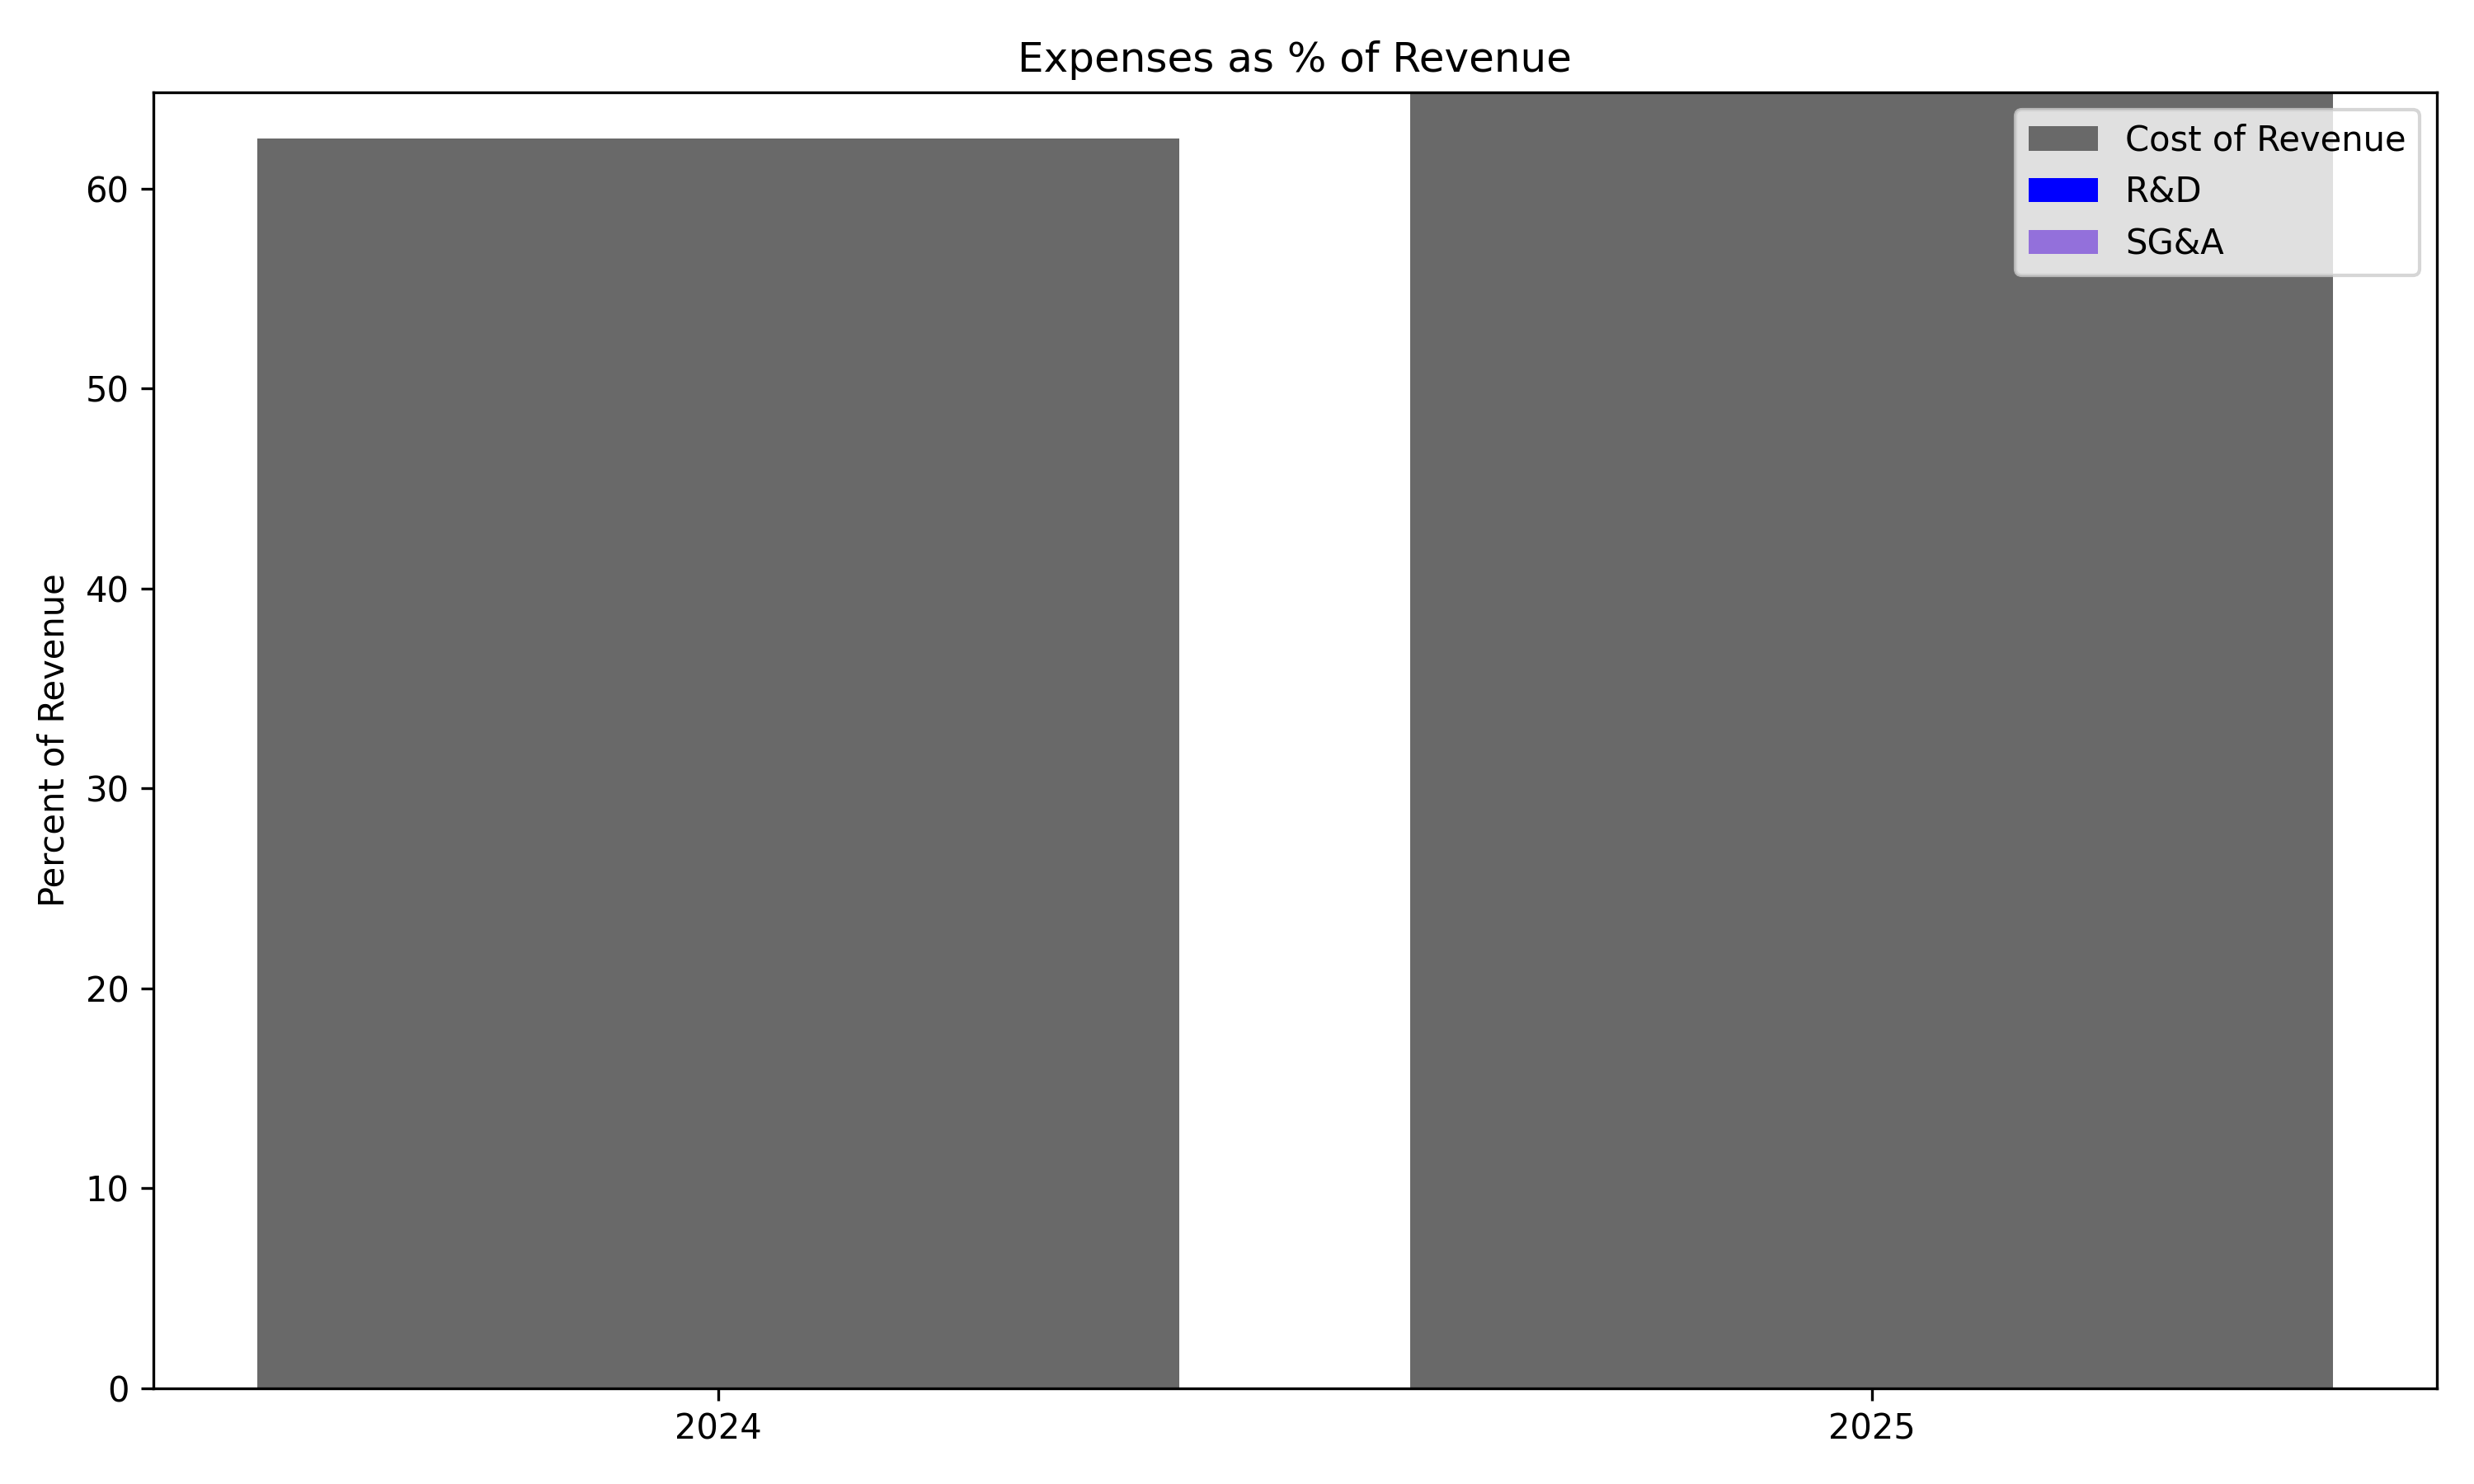 Expenses as % of Revenue
Cost of Revenue
R&D
SG&A
Percent of Revenue
60
50
40
30
20
10
0
2024
2025